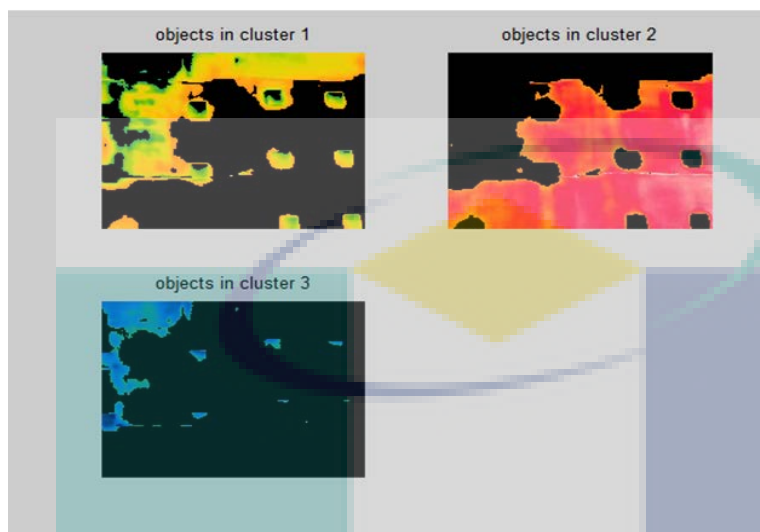 objects in cluster 1
objects in cluster 2
objects in cluster 3